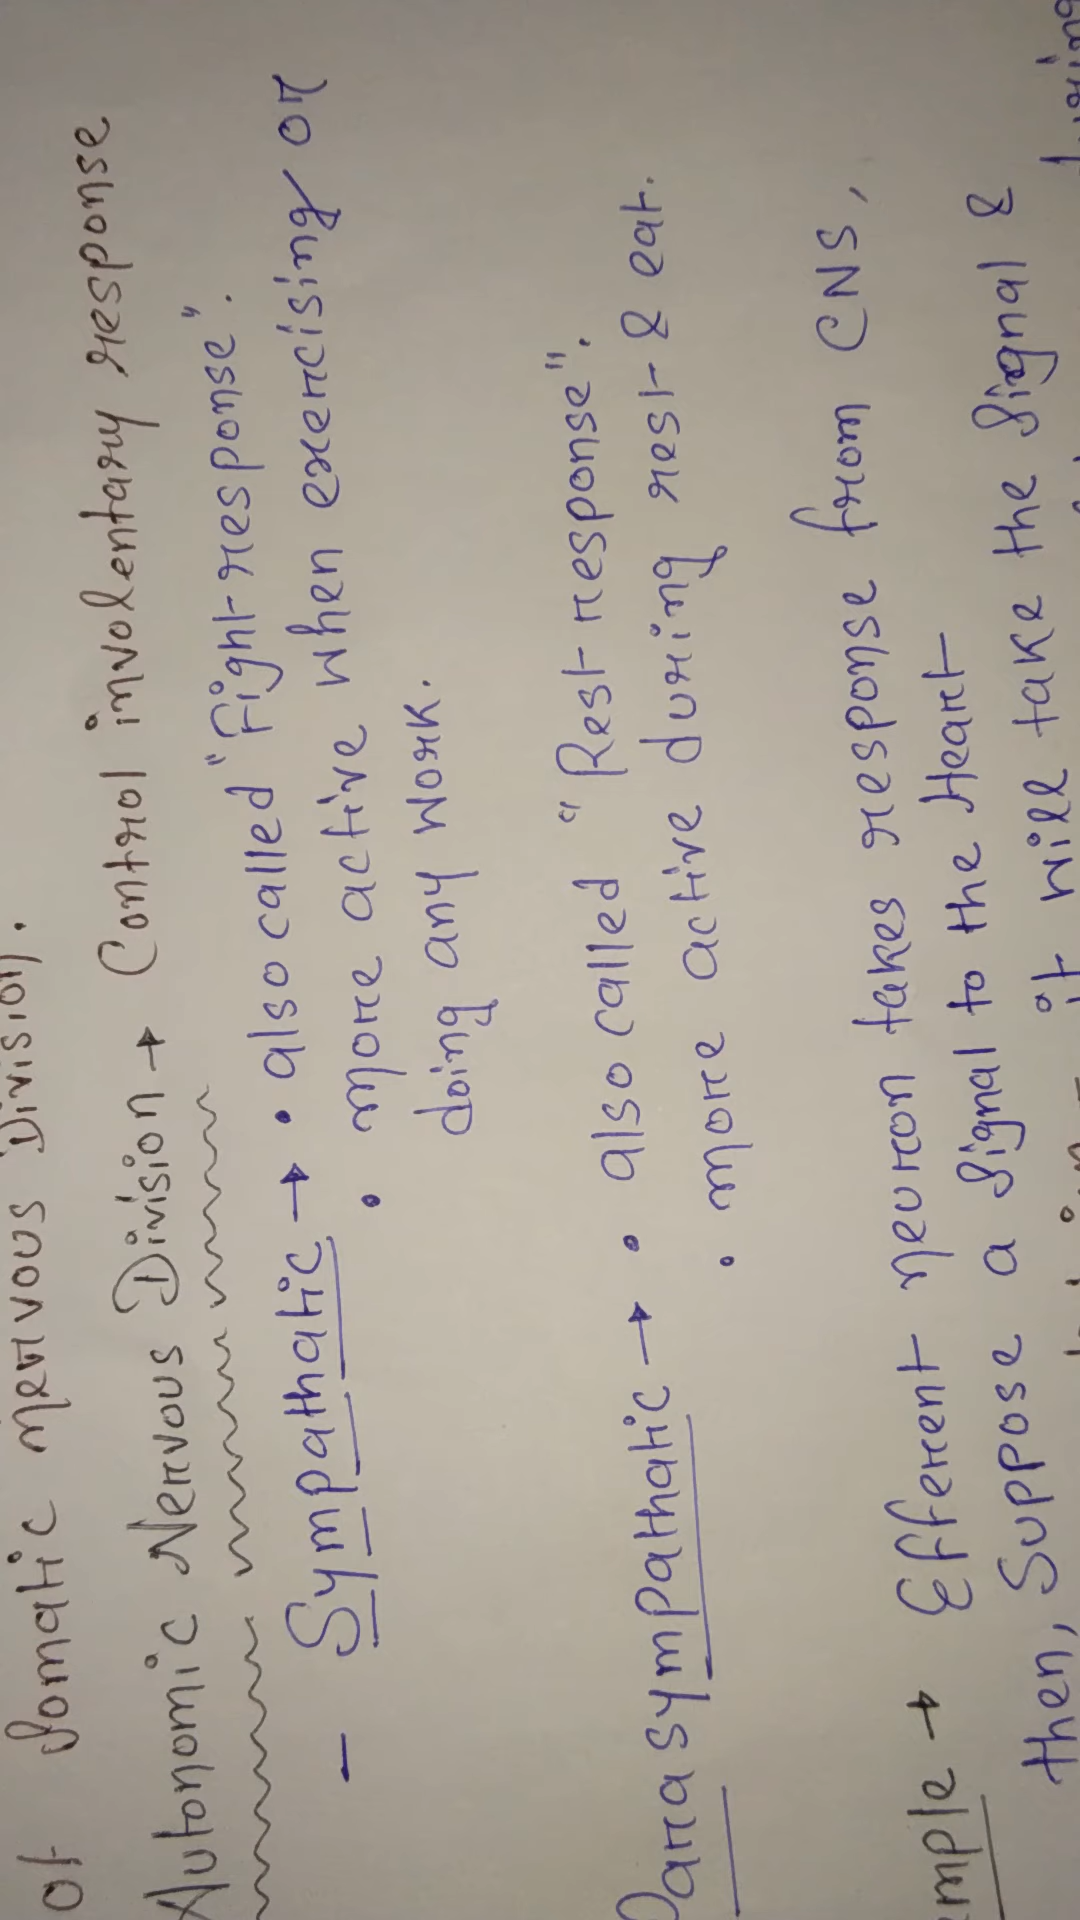 of Somatic nervous Division.
Autonomic Nervous Division → Control involentary response
- Sympathatic → • also called "Fight response".
• more active when exercising or
doing any work.
Parasympathatic → • also called "Rest response".
• more active during rest & eat.
mple → Efferent neuron takes response from CNS,
Suppose a signal to the Heart
then, it will take the signal &